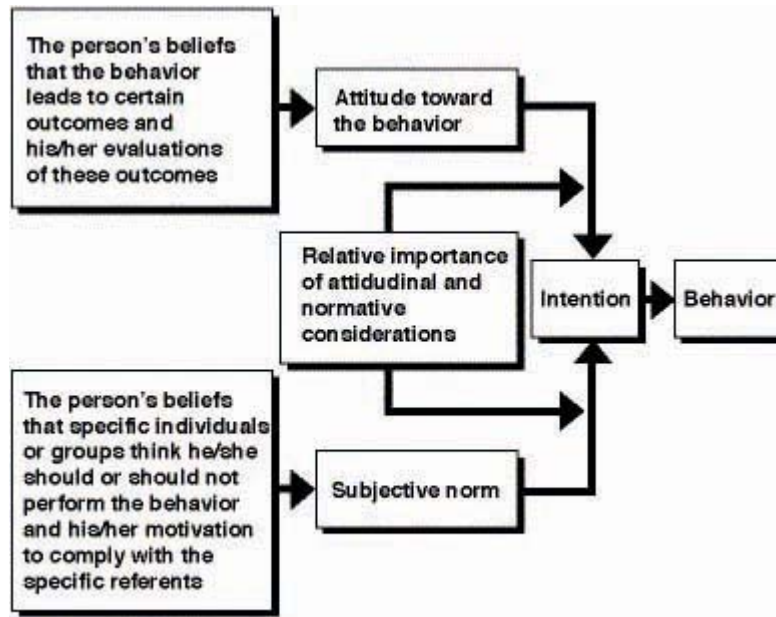 The person's beliefs
that the behavior
leads to certain
outcomes and
his/her evaluations
of these outcomes
Attitude toward
the behavior
Relative importance
of attidudinal and
normative
considerations
Intention
Behavior
The person's beliefs
that specific individuals
or groups think he/she
should or should not
perform the behavior
and his/her motivation
to comply with the
specific referents
Subjective norm